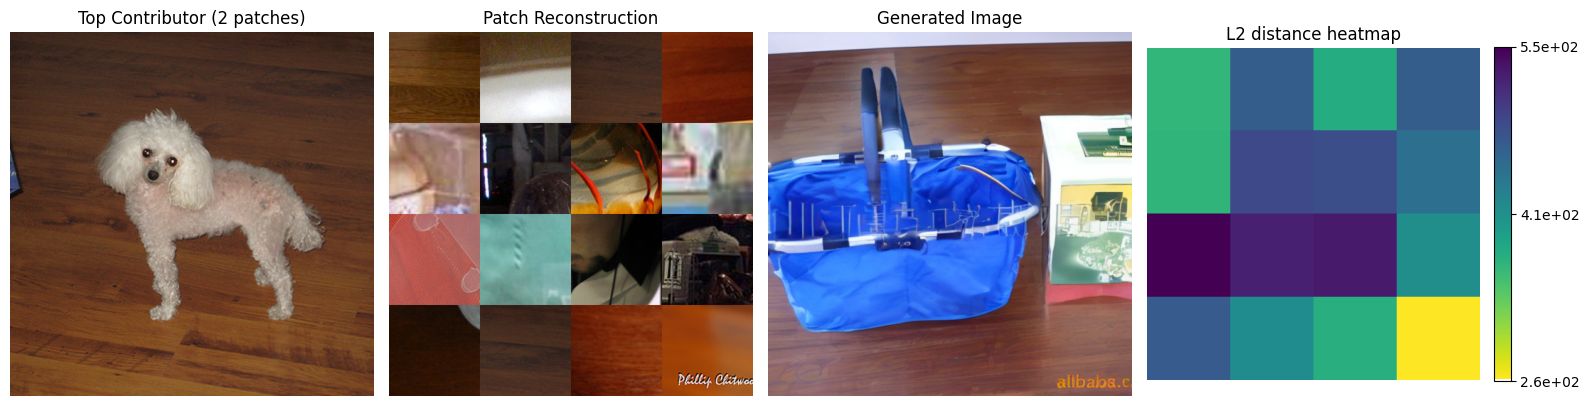 Top Contributor (2 patches)
Patch Reconstruction
Generated Image
L2 distance heatmap
5.5e+02
4.1e+02
2.6e+02
Phillip Chitwoo
alibaba.c